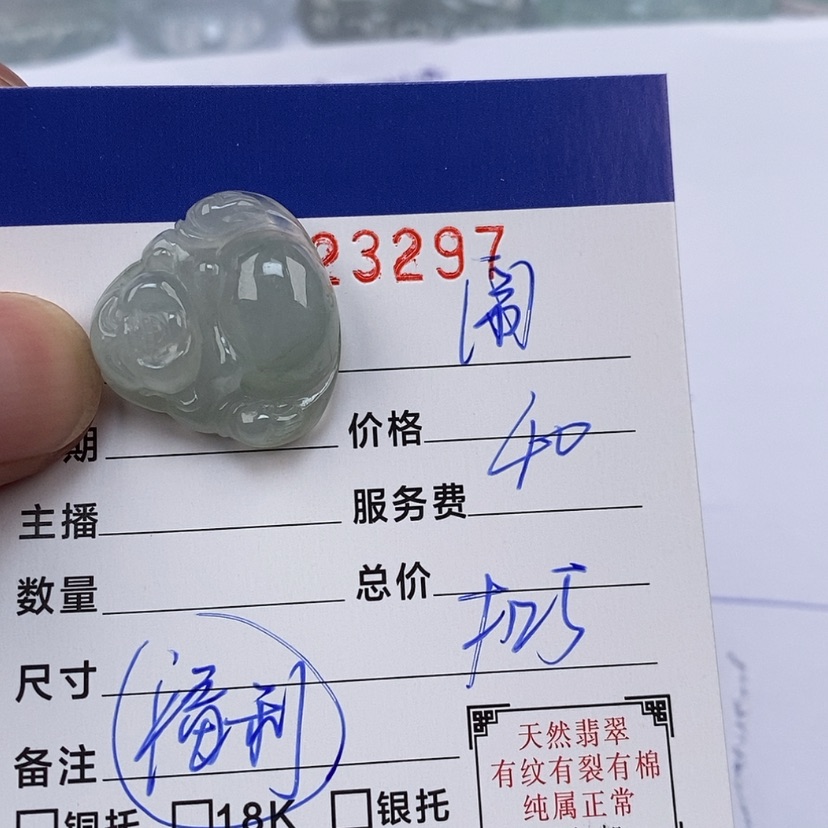 23297
闹
期 价格 40
主播 服务费
数量 总价
尺寸
备注 福利
铜托 18K 银托
天然翡翠
有纹有裂有棉
纯属正常